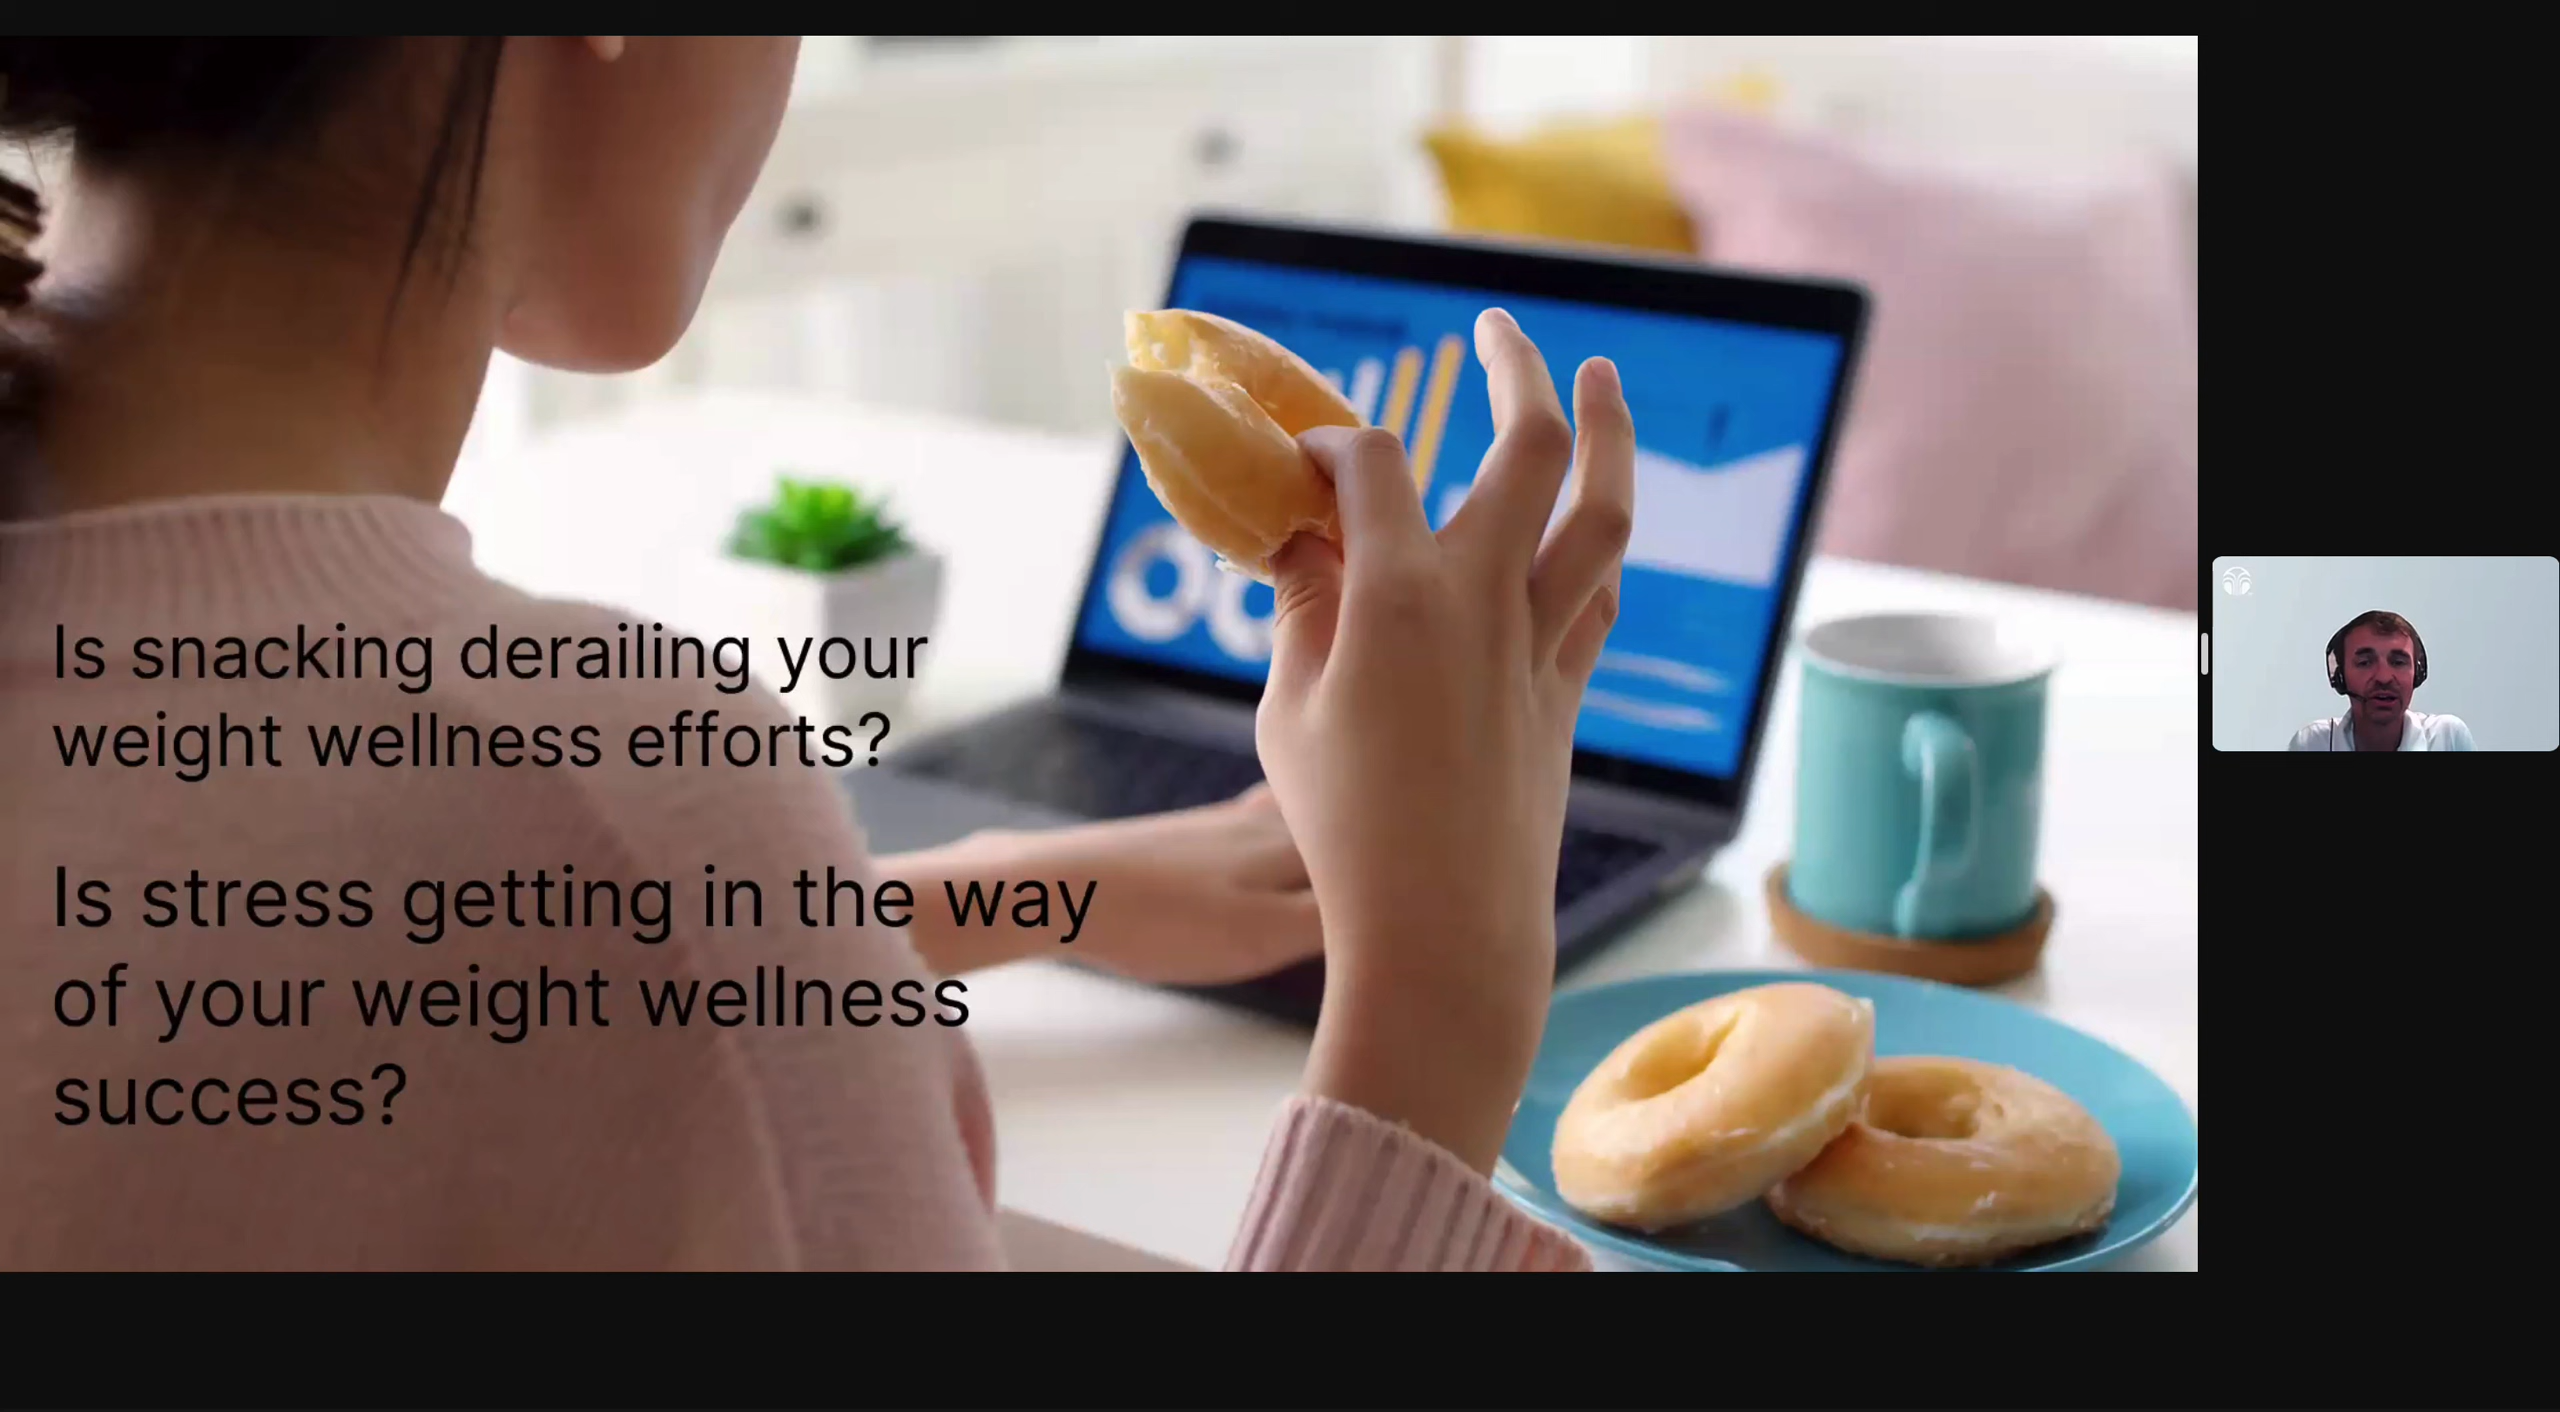 Is snacking derailing your
weight wellness efforts?
Is stress getting in the way
of your weight wellness
success?